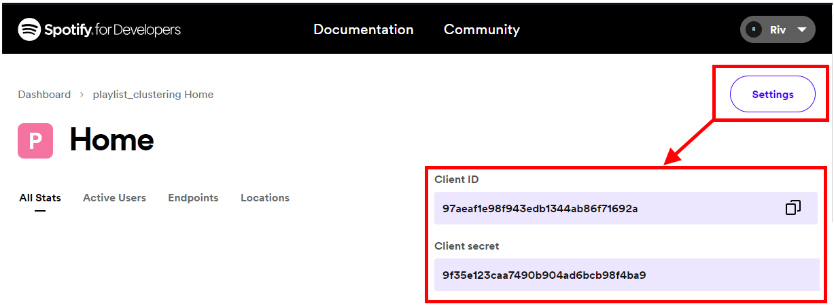 Spotify for Developers
Documentation
Community
Riv
Dashboard > playlist_clustering Home
Settings
P
Home
All Stats
Active Users
Endpoints
Locations
Client ID
97aeaf1e98f943edb1344ab86f71692a
Client secret
9f35e123caa7490b904ad6bcb98f4ba9